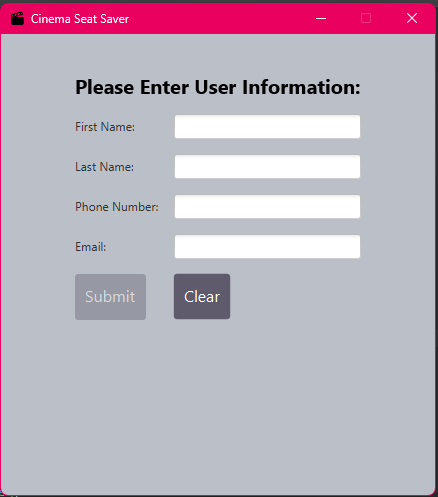 Cinema Seat Saver
Please Enter User Information:
First Name:
Last Name:
Phone Number:
Email:
Submit Clear